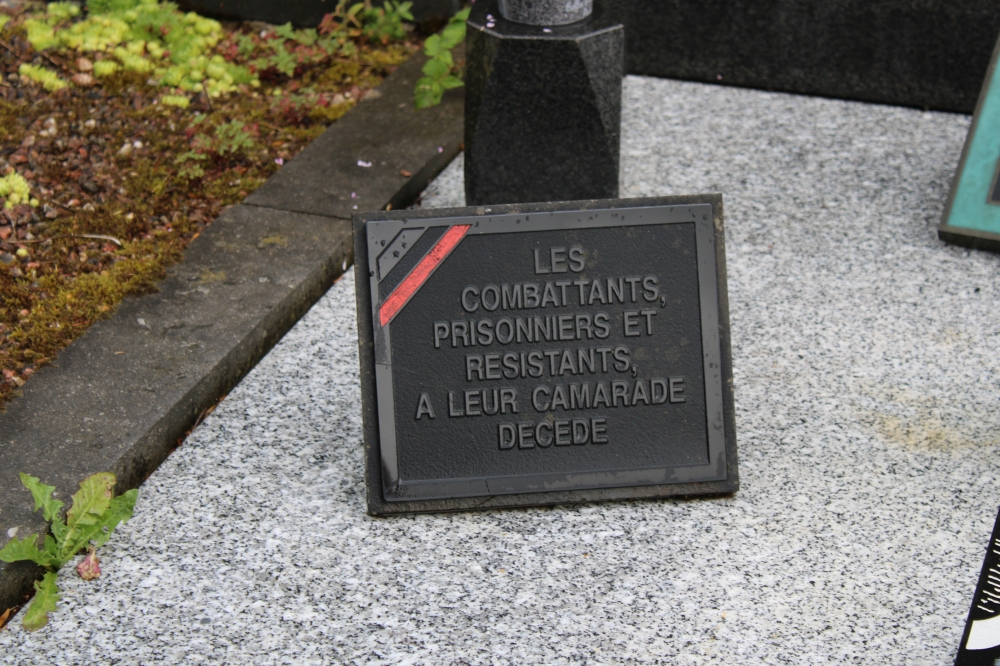 LES
COMBATTANTS,
PRISONNIERS ET
RESISTANTS,
A LEUR CAMARADE
DECEDE